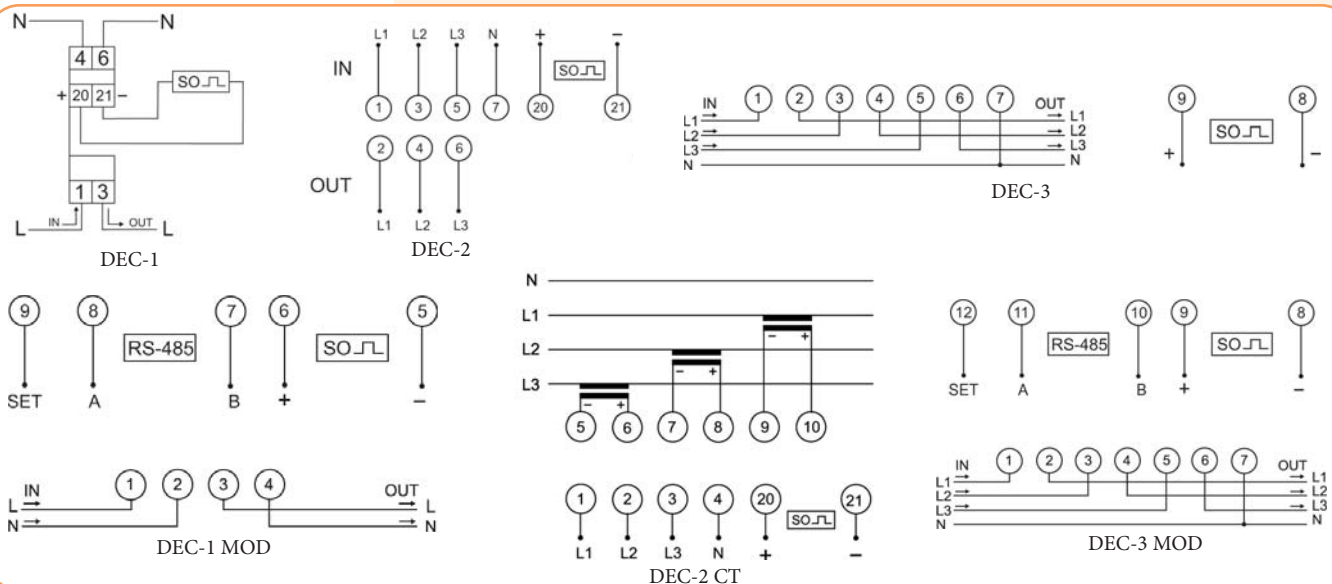 N N
4 6
+ 20 21 −
SO
1 3
L IN OUT L
DEC-1
L1 L2 L3 N + −
IN SO
1 3 5 7 20 21
2 4 6
OUT
L1 L2 L3
DEC-2
IN 1 2 3 4 5 6 7 OUT
L1 L1
L2 L2
L3 L3
N N
DEC-3
9 8
SO
+ −
9 8 7 6 5
RS-485 SO
SET A B + −
IN 1 2 3 4 OUT
L L
N N
DEC-1 MOD
N
L1
− +
L2
− +
L3
− +
5 6 7 8 9 10
1 2 3 4 20 21
SO
L1 L2 L3 N + −
DEC-2 CT
12 11 10 9 8
RS-485 SO
SET A B + −
IN 1 2 3 4 5 6 7 OUT
L1 L1
L2 L2
L3 L3
N N
DEC-3 MOD